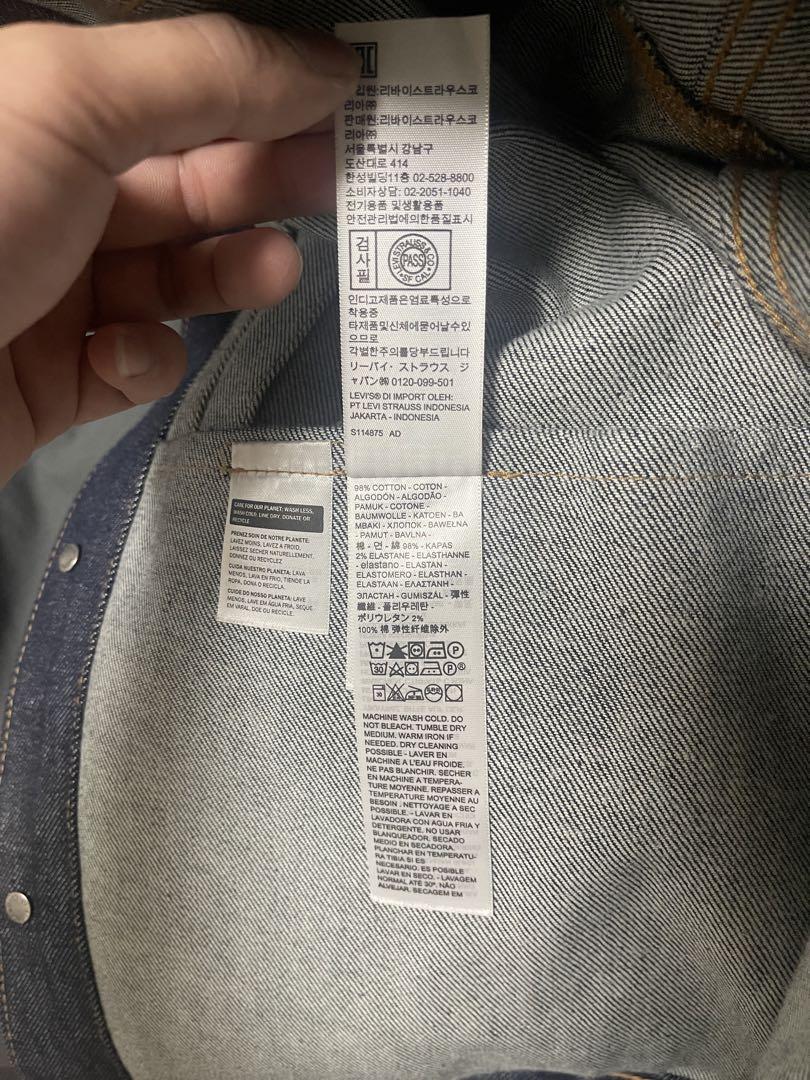 입원:리바이스트라우스코
리아㈜
판매원:리바이스트라우스코
리아㈜
서울특별시 강남구
도산대로 414
한성빌딩11층 02-528-8800
소비자상담: 02-2051-1040
전기용품 및생활용품
안전관리법에의한품질표시
검
사
필
LEVI STRAUSS & CO
PASS
SF CAL
인디고제품은염료특성으로
착용중
타제품및신체에묻어날수있
으므로
각별한주의를당부드립니다
リーバイ・ストラウス ジ
ャパン㈱ 0120-099-501
LEVI'S® DI IMPORT OLEH:
PT LEVI STRAUSS INDONESIA
JAKARTA - INDONESIA
S114875 AD
CARE FOR OUR PLANET: WASH LESS,
WASH COLD, LINE DRY, DONATE OR
RECYCLE
PRENEZ SOIN DE NOTRE PLANETE:
LAVEZ MOINS, LAVEZ À FROID,
LAISSEZ SÉCHER NATURELLEMENT,
DONNEZ OU RECYCLEZ
CUIDA NUESTRO PLANETA: LAVA
MENOS, LAVA EN FRIO, TIENDE LA
ROPA, DONA O RECICLA.
CUIDE DO NOSSO PLANETA: LAVE
MENOS, LAVE EM ÁGUA FRIA, SEQUE
EM VARAL, DOE OU RECICLE.
98% COTTON - COTON -
ALGODÓN - ALGODÃO -
PAMUK - COTONE -
BAUMWOLLE - KATOEN - BA
MBAKI - ХЛОПОК - BAWEŁNA
- PAMUT - BAVLNA -
棉 - 면 - 綿 98% - KAPAS
2% ELASTANE - ELASTHANNE
- elastano - ELASTAN -
ELASTOMERO - ELASTHAN -
ELASTAAN - ΕΛΑΣΤΑΝΗ -
ЭЛАСТАН - GUMISZÁL - 彈性
纖維 - 폴리우레탄 -
ポリウレタン 2%
100% 棉 弹性纤维除外
P
30 P
MACHINE WASH COLD. DO
NOT BLEACH. TUMBLE DRY
MEDIUM. WARM IRON IF
NEEDED. DRY CLEANING
POSSIBLE - LAVER EN
MACHINE A L'EAU FROIDE.
NE PAS BLANCHIR. SECHER
EN MACHINE A TEMPERA-
TURE MOYENNE. REPASSER A
TEMPERATURE MOYENNE AU
BESOIN . NETTOYAGE A SEC
POSSIBLE. - LAVAR EN
LAVADORA CON AGUA FRIA Y
DETERGENTE. NO USAR
BLANQUEADOR. SECADO
MEDIO EN SECADORA.
PLANCHAR EN TEMPERATU-
RA TIBIA SI ES
NECESARIO. ES POSIBLE
LAVAR EN SECO. - LAVAGEM
NORMAL ATÉ 30º. NÃO
ALVEJAR. SECAGEM EM